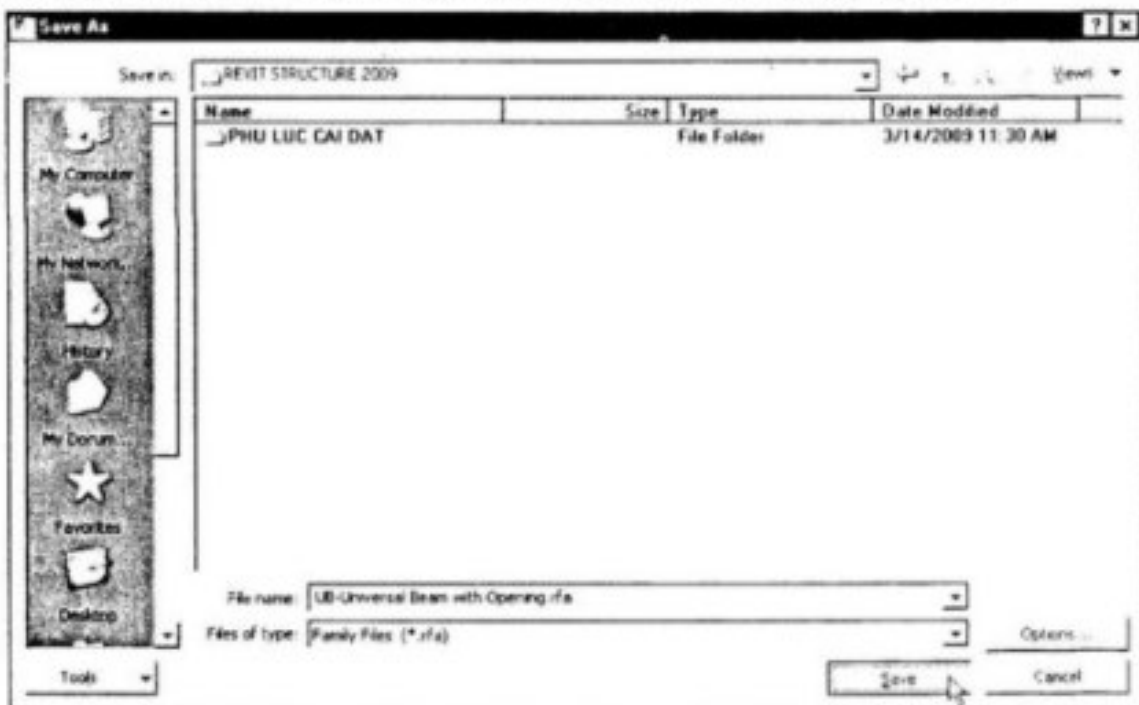 Save As
Save in: REVIT STRUCTURE 2009 Views
Name Size Type Date Modified
PHU LUC CAI DAT File Folder 3/14/2009 11:30 AM
My Computer
My Network...
History
My Docum...
Favorites
Desktop
File name: UB-Universal Beam with Opening.rfa
Files of type: Family Files (*.rfa) Options...
Tools Save Cancel